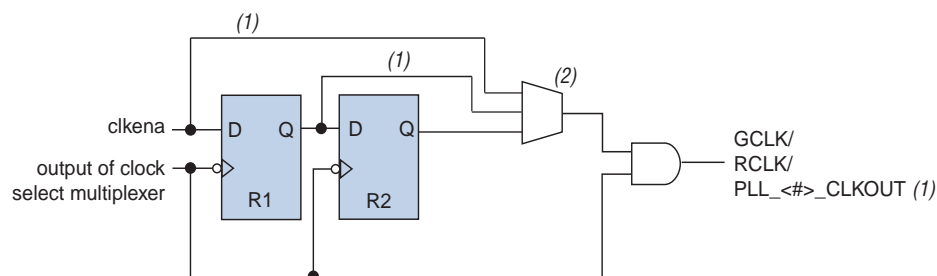 (1)
(1)
(2)
clkena
D Q
D Q
output of clock
select multiplexer
R1
R2
GCLK/
RCLK/
PLL_<#>_CLKOUT (1)